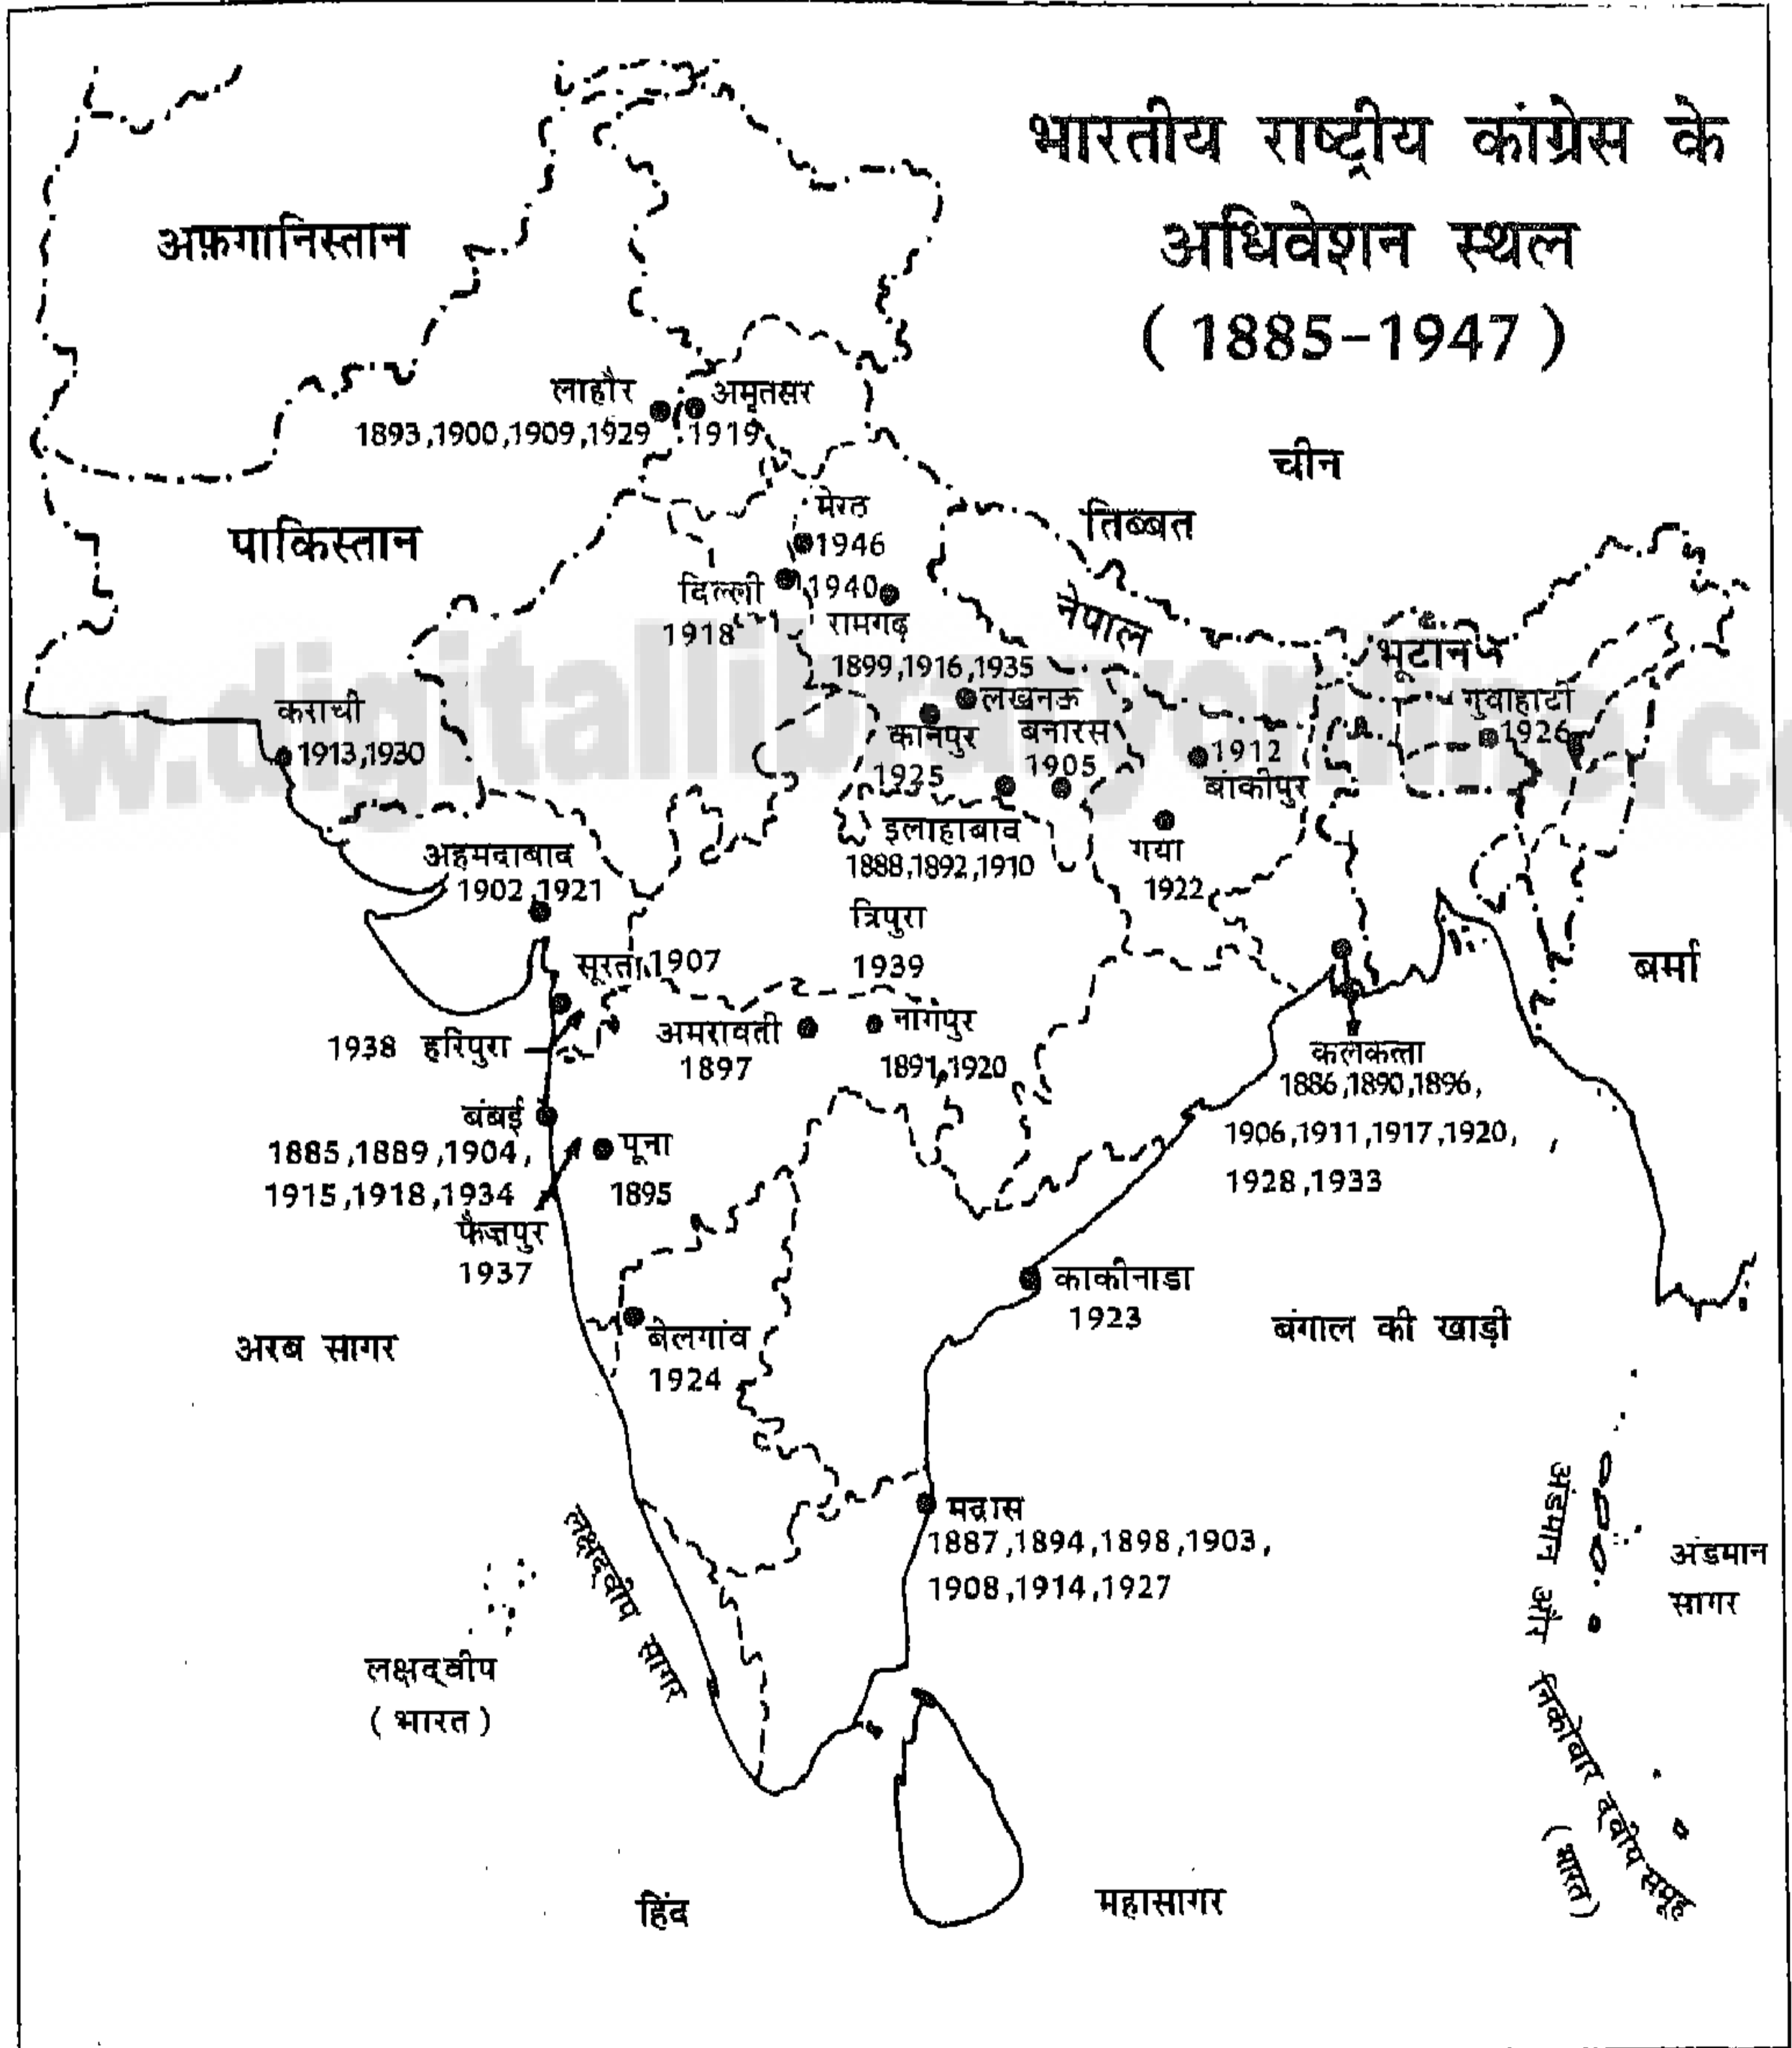 भारतीय राष्ट्रीय कांग्रेस के
अधिवेशन स्थल
( 1885-1947 )
अफ़गानिस्तान
लाहौर
1893,1900,1909,1929
अमृतसर
1919
चीन
पाकिस्तान
मेरठ
1946
तिब्बत
दिल्ली
1918
1940
रामगढ़
नेपाल
भूटान
1899,1916,1935
लखनऊ
गुवाहाटी
1926
कराची
1913,1930
कानपुर
1925
बनारस
1905
1912
बांकीपुर
इलाहाबाद
1888,1892,1910
गया
1922
अहमदाबाद
1902,1921
त्रिपुरा
1939
सूरत 1907
बर्मा
1938 हरिपुरा
अमरावती
1897
नागपुर
1891,1920
कलकत्ता
1886,1890,1896,
1906,1911,1917,1920,
1928,1933
बंबई
1885,1889,1904,
1915,1918,1934
पूना
1895
फैज़पुर
1937
काकीनाडा
1923
बंगाल की खाड़ी
अरब सागर
बेलगांव
1924
मद्रास
1887,1894,1898,1903,
1908,1914,1927
लक्षद्वीप सागर
लक्षद्वीप
( भारत )
अंडमान और निकोबार द्वीप समूह
( भारत )
अंडमान
सागर
हिंद महासागर
www.digitallibraryonline.c